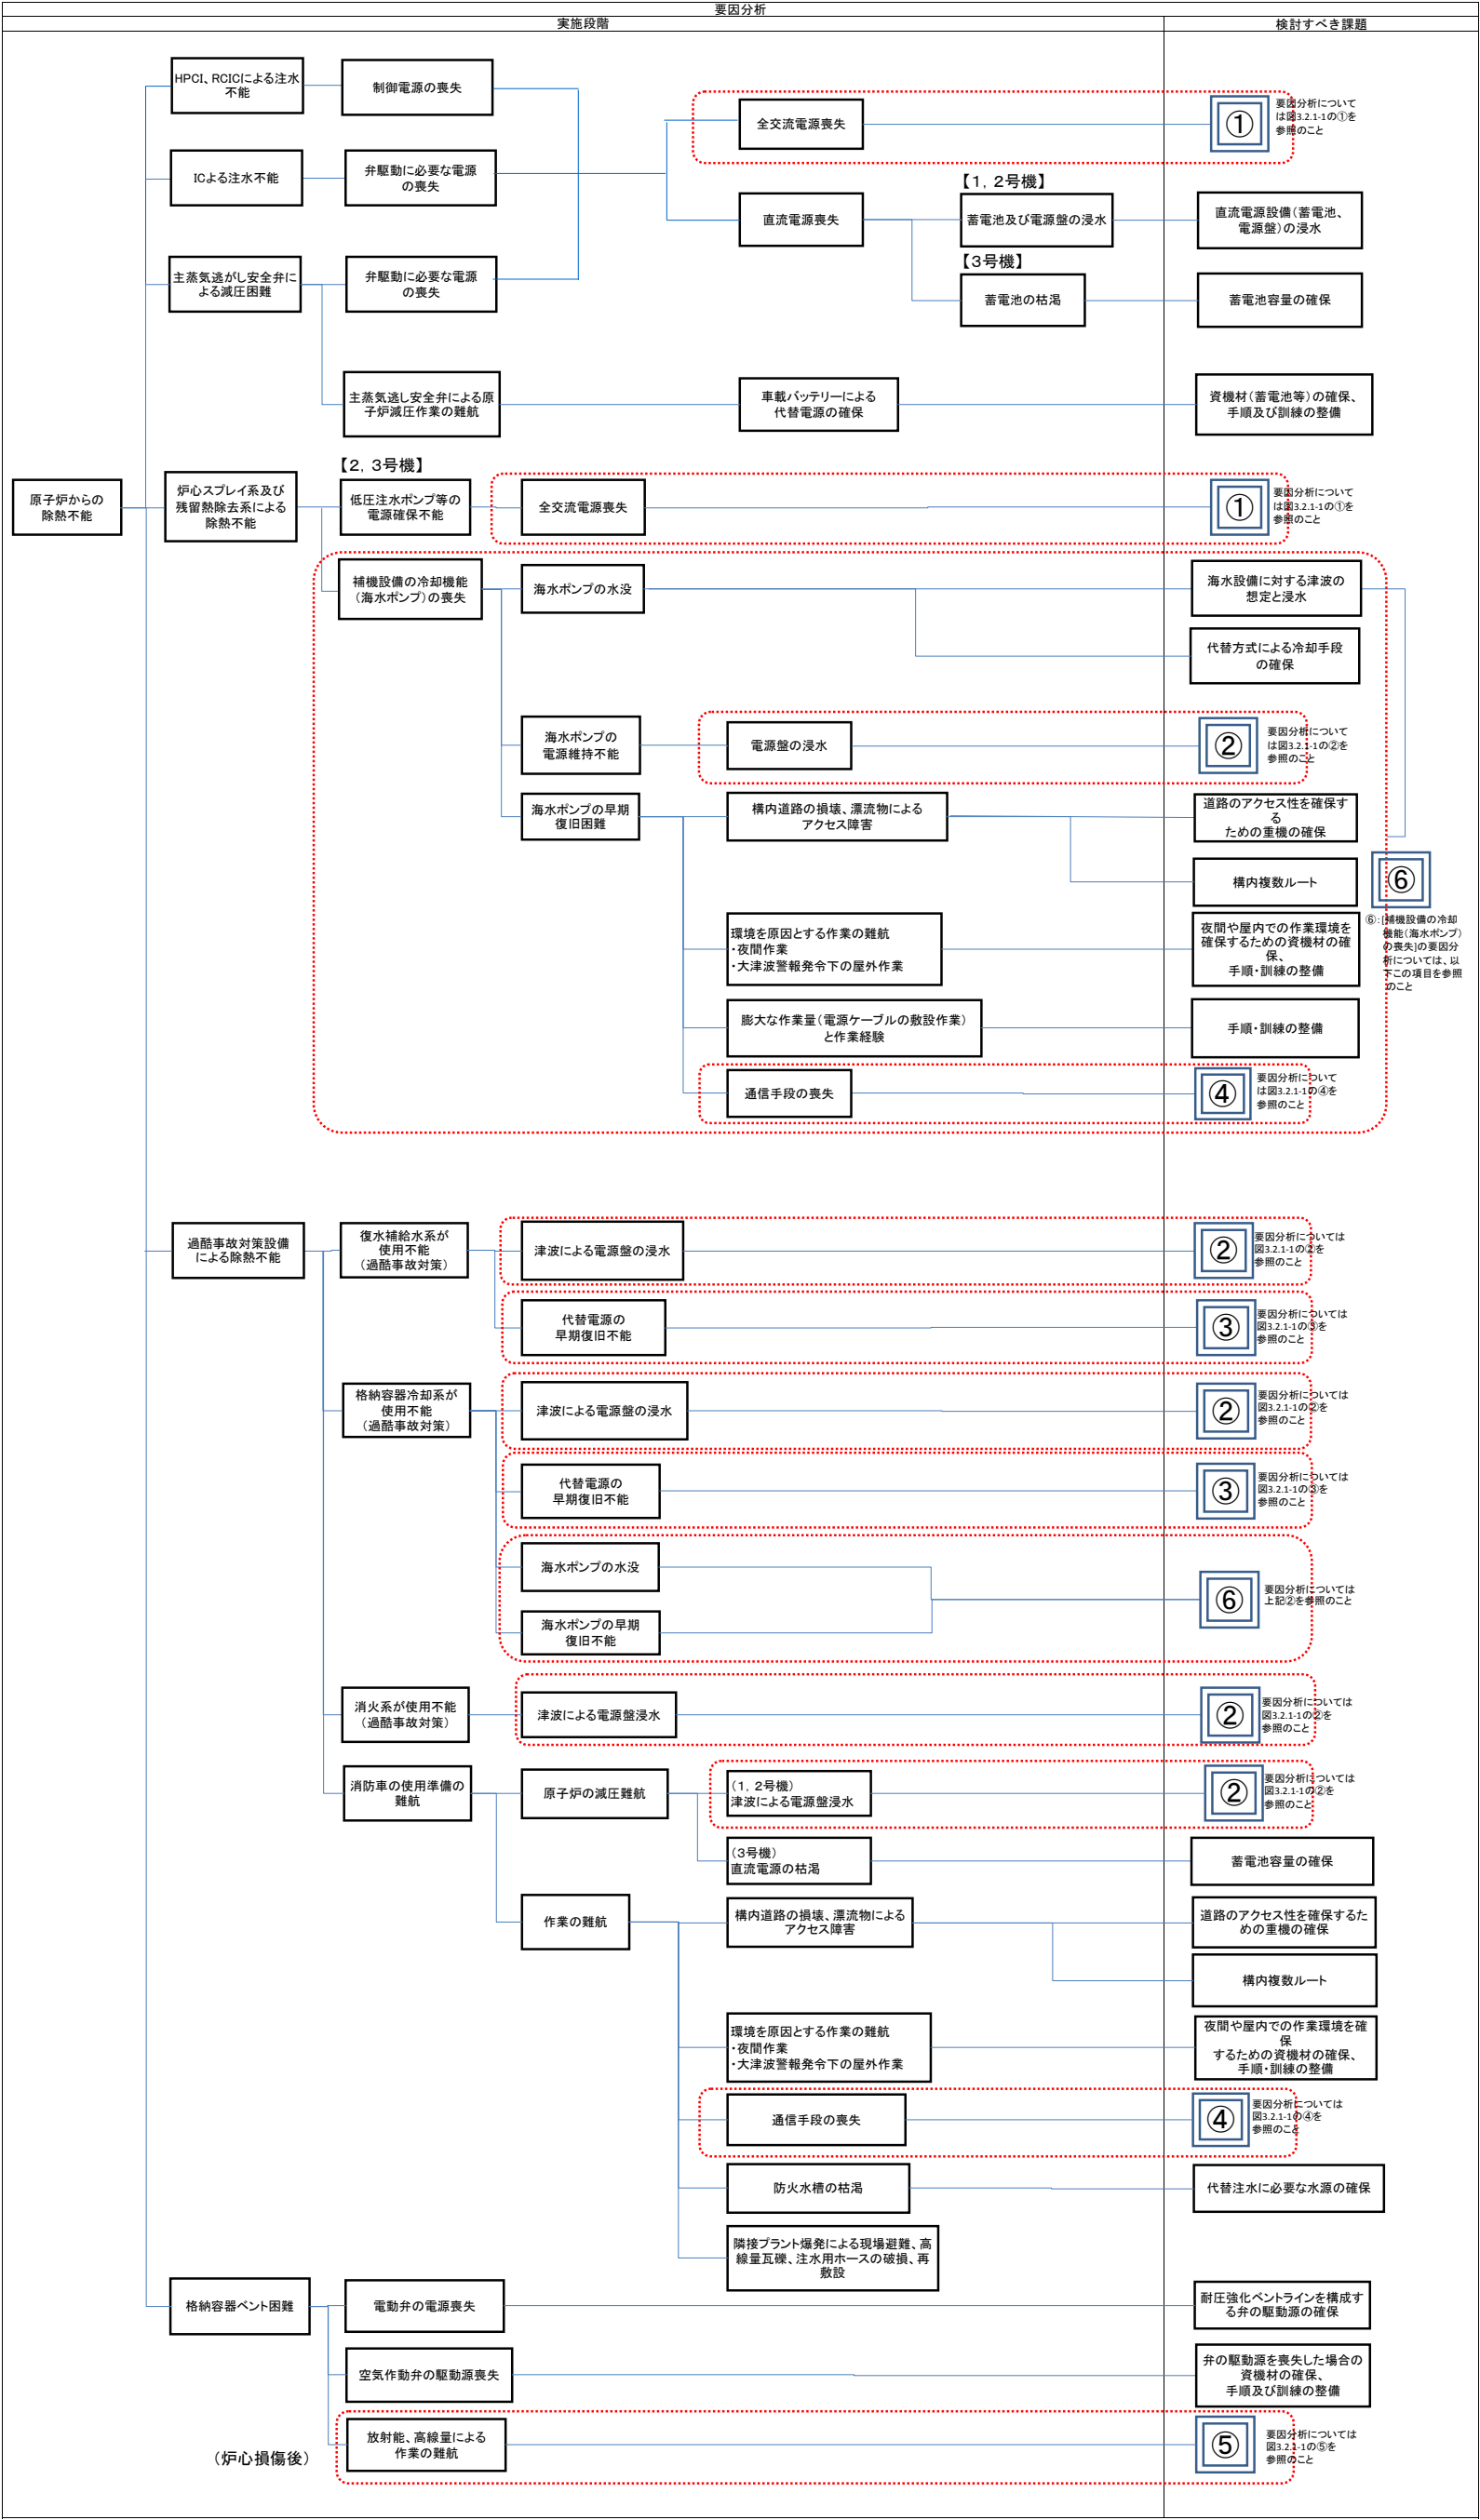 要因分析
実施段階
検討すべき課題
HPCI、RCICによる注水
不能
制御電源の喪失
全交流電源喪失
①
要因分析について
は図3.2.1-1の①を
参照のこと
ICよる注水不能
弁駆動に必要な電源
の喪失
【1, 2号機】
直流電源喪失
蓄電池及び電源盤の浸水
直流電源設備(蓄電池、
電源盤)の浸水
主蒸気逃がし安全弁に
よる減圧困難
弁駆動に必要な電源
の喪失
【3号機】
蓄電池の枯渇
蓄電池容量の確保
主蒸気逃し安全弁による原
子炉減圧作業の難航
車載バッテリーによる
代替電源の確保
資機材(蓄電池等)の確保、
手順及び訓練の整備
【2, 3号機】
原子炉からの
除熱不能
炉心スプレイ系及び
残留熱除去系による
除熱不能
低圧注水ポンプ等の
電源確保不能
全交流電源喪失
①
要因分析について
は図3.2.1-1の①を
参照のこと
補機設備の冷却機能
(海水ポンプ)の喪失
海水ポンプの水没
海水設備に対する津波の
想定と浸水
代替方式による冷却手段
の確保
海水ポンプの
電源維持不能
電源盤の浸水
②
要因分析について
は図3.2.1-1の②を
参照のこと
海水ポンプの早期
復旧困難
構内道路の損壊、漂流物による
アクセス障害
道路のアクセス性を確保す
る
ための重機の確保
構内複数ルート
⑥
⑥:[補機設備の冷却
機能(海水ポンプ)
の喪失]の要因分
析については、以
下この項目を参照
のこと
環境を原因とする作業の難航
・夜間作業
・大津波警報発令下の屋外作業
夜間や屋内での作業環境を
確保するための資機材の確
保、
手順・訓練の整備
膨大な作業量(電源ケーブルの敷設作業)
と作業経験
手順・訓練の整備
通信手段の喪失
④
要因分析について
は図3.2.1-1の④を
参照のこと
過酷事故対策設備
による除熱不能
復水補給水系が
使用不能
(過酷事故対策)
津波による電源盤の浸水
②
要因分析については
図3.2.1-1の②を
参照のこと
代替電源の
早期復旧不能
③
要因分析については
図3.2.1-1の③を
参照のこと
格納容器冷却系が
使用不能
(過酷事故対策)
津波による電源盤の浸水
②
要因分析については
図3.2.1-1の②を
参照のこと
代替電源の
早期復旧不能
③
要因分析については
図3.2.1-1の③を
参照のこと
海水ポンプの水没
海水ポンプの早期
復旧不能
⑥
要因分析については
上記②を参照のこと
消火系が使用不能
(過酷事故対策)
津波による電源盤浸水
②
要因分析については
図3.2.1-1の②を
参照のこと
消防車の使用準備の
難航
原子炉の減圧難航
(1, 2号機)
津波による電源盤浸水
②
要因分析については
図3.2.1-1の②を
参照のこと
(3号機)
直流電源の枯渇
蓄電池容量の確保
作業の難航
構内道路の損壊、漂流物による
アクセス障害
道路のアクセス性を確保するた
めの重機の確保
構内複数ルート
環境を原因とする作業の難航
・夜間作業
・大津波警報発令下の屋外作業
夜間や屋内での作業環境を確
保
するための資機材の確保、
手順・訓練の整備
通信手段の喪失
④
要因分析については
図3.2.1-1の④を
参照のこと
防火水槽の枯渇
代替注水に必要な水源の確保
隣接プラント爆発による現場避難、高
線量瓦礫、注水用ホースの破損、再
敷設
格納容器ベント困難
電動弁の電源喪失
耐圧強化ベントラインを構成す
る弁の駆動源の確保
空気作動弁の駆動源喪失
弁の駆動源を喪失した場合の
資機材の確保、
手順及び訓練の整備
(炉心損傷後)
放射能、高線量による
作業の難航
⑤
要因分析については
図3.2.1-1の⑤を
参照のこと